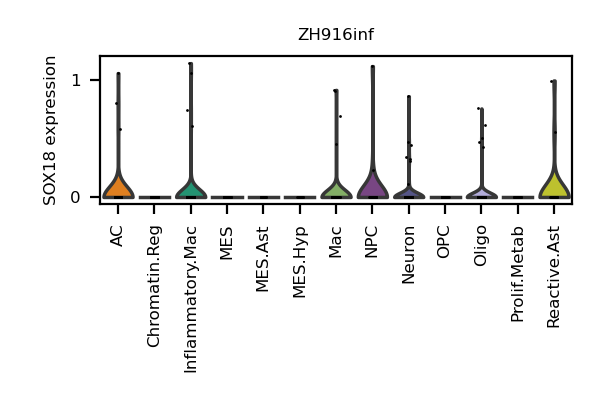 ZH916inf
SOX18 expression
1
0
AC
Chromatin.Reg
Inflammatory.Mac
MES
MES.Ast
MES.Hyp
Mac
NPC
Neuron
OPC
Oligo
Prolif.Metab
Reactive.Ast